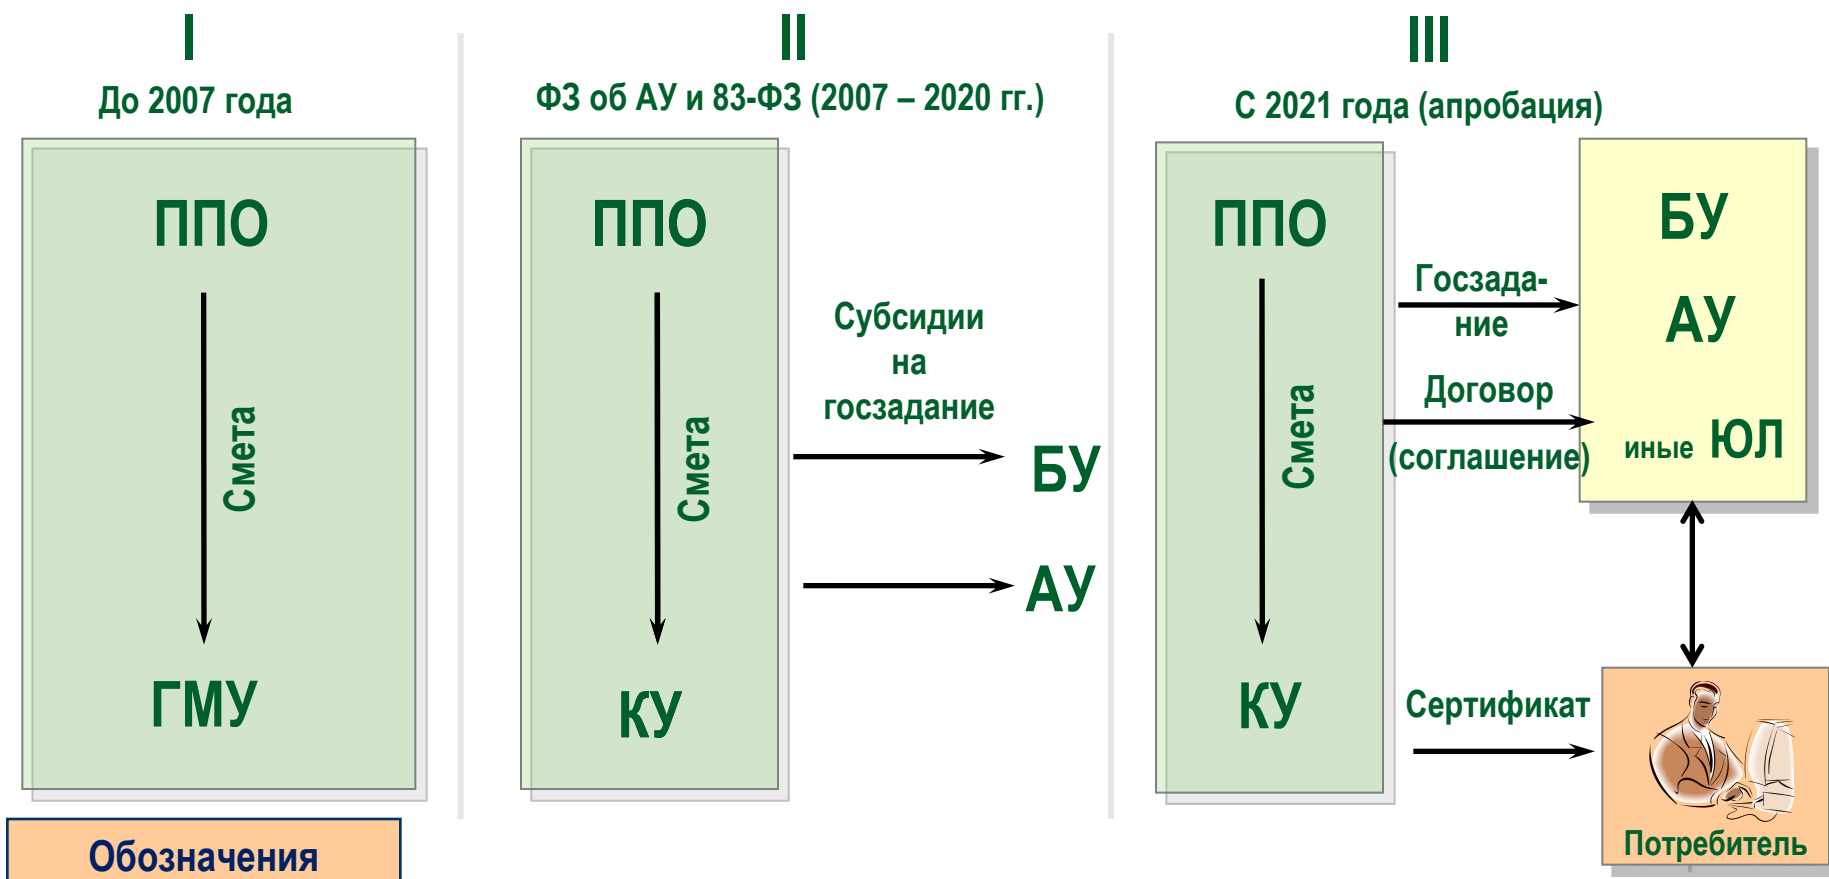 I
До 2007 года
ППО
Смета
ГМУ
Обозначения
II
ФЗ об АУ и 83-ФЗ (2007 – 2020 гг.)
ППО
Смета
КУ
Субсидии
на
госзадание
БУ
АУ
III
С 2021 года (апробация)
ППО
Смета
КУ
Госзада-
ние
Договор
(соглашение)
БУ
АУ
иные ЮЛ
Сертификат
Потребитель